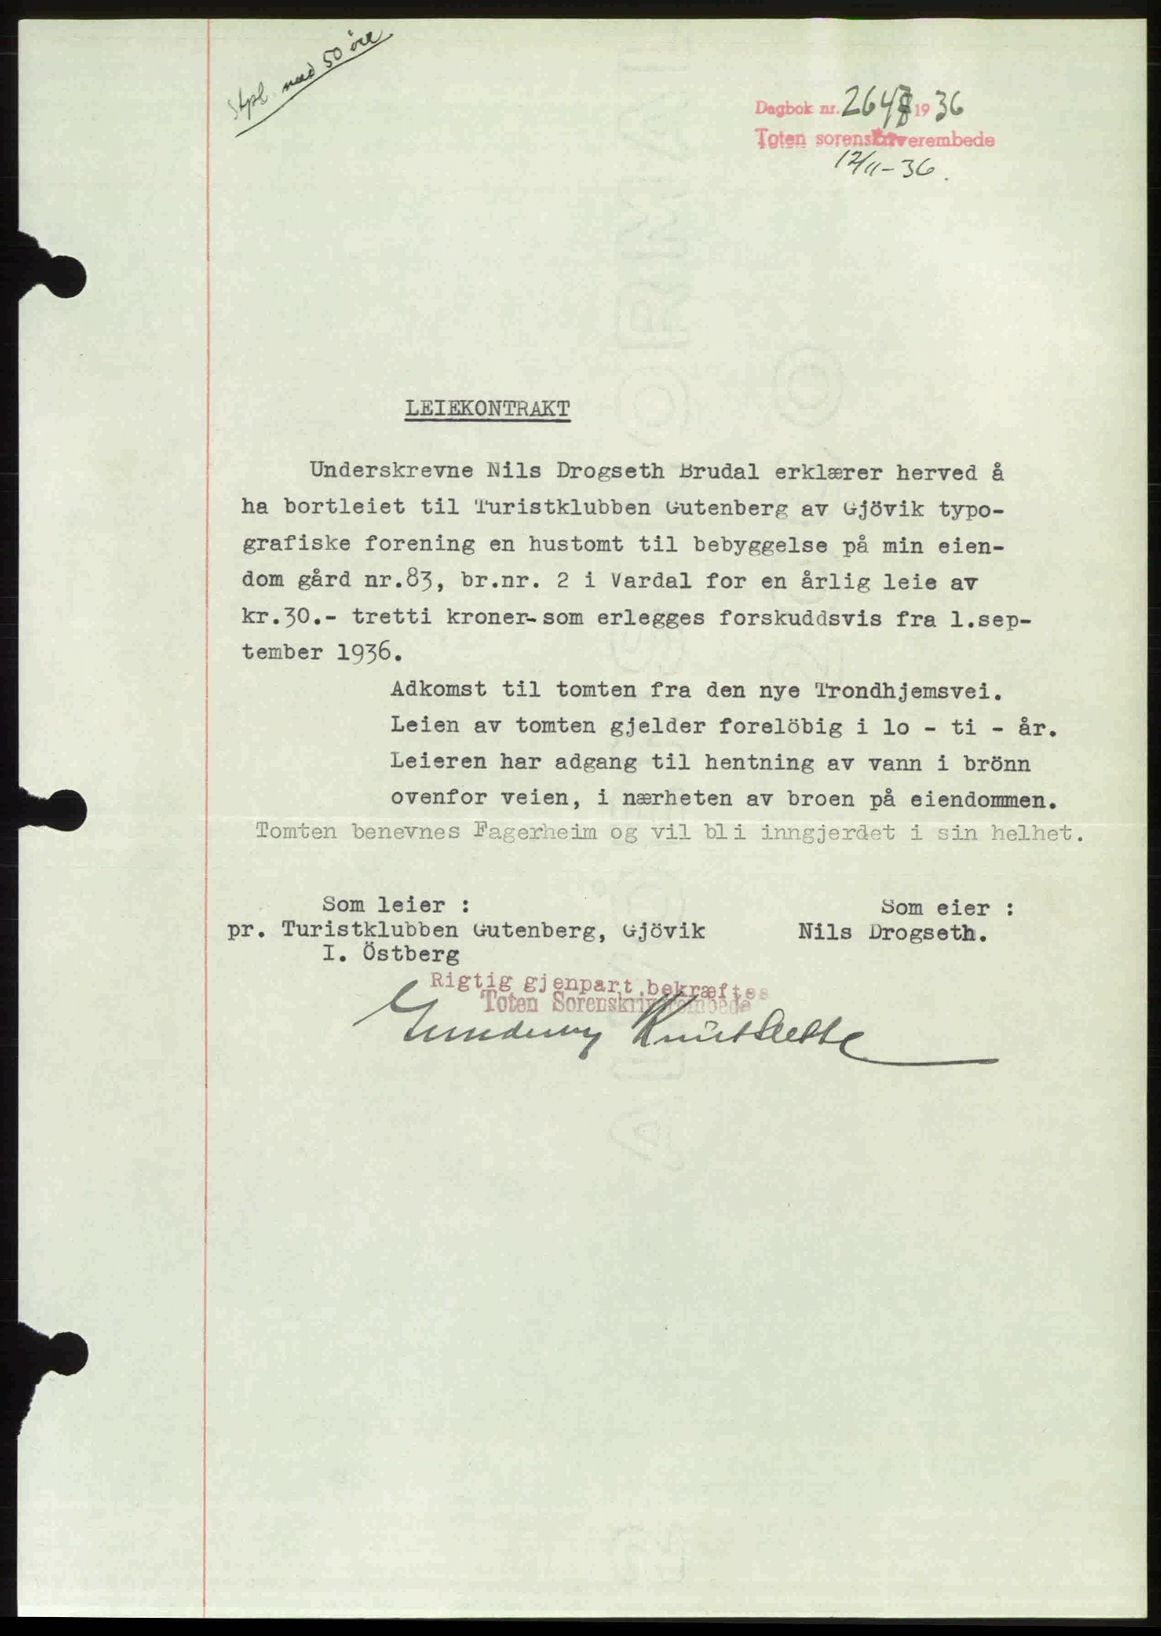 Stpl. med 50 øre
Dagbok nr. 2648 1936
Toten sorenskriverembede
12/11-36.
LEIEKONTRAKT
Underskrevne Nils Drogseth Brudal erklærer herved å
ha bortleiet til Turistklubben Gutenberg av Gjövik typo-
grafiske forening en hustomt til bebyggelse på min eien-
dom gård nr.83, br.nr. 2 i Vardal for en årlig leie av
kr.30.- tretti kroner- som erlegges forskuddsvis fra 1.sep-
tember 1936.
Adkomst til tomten fra den nye Trondhjemsvei.
Leien av tomten gjelder forelöbig i lo - ti - år.
Leieren har adgang til hentning av vann i brönn
ovenfor veien, i nærheten av broen på eiendommen.
Tomten benevnes Fagerheim og vil bli inngjerdet i sin helhet.
Som leier :
Som eier :
pr. Turistklubben Gutenberg, Gjövik
Nils Drogseth.
I. Östberg
Rigtig gjenpart bekræftes
Toten Sorenskriverembede